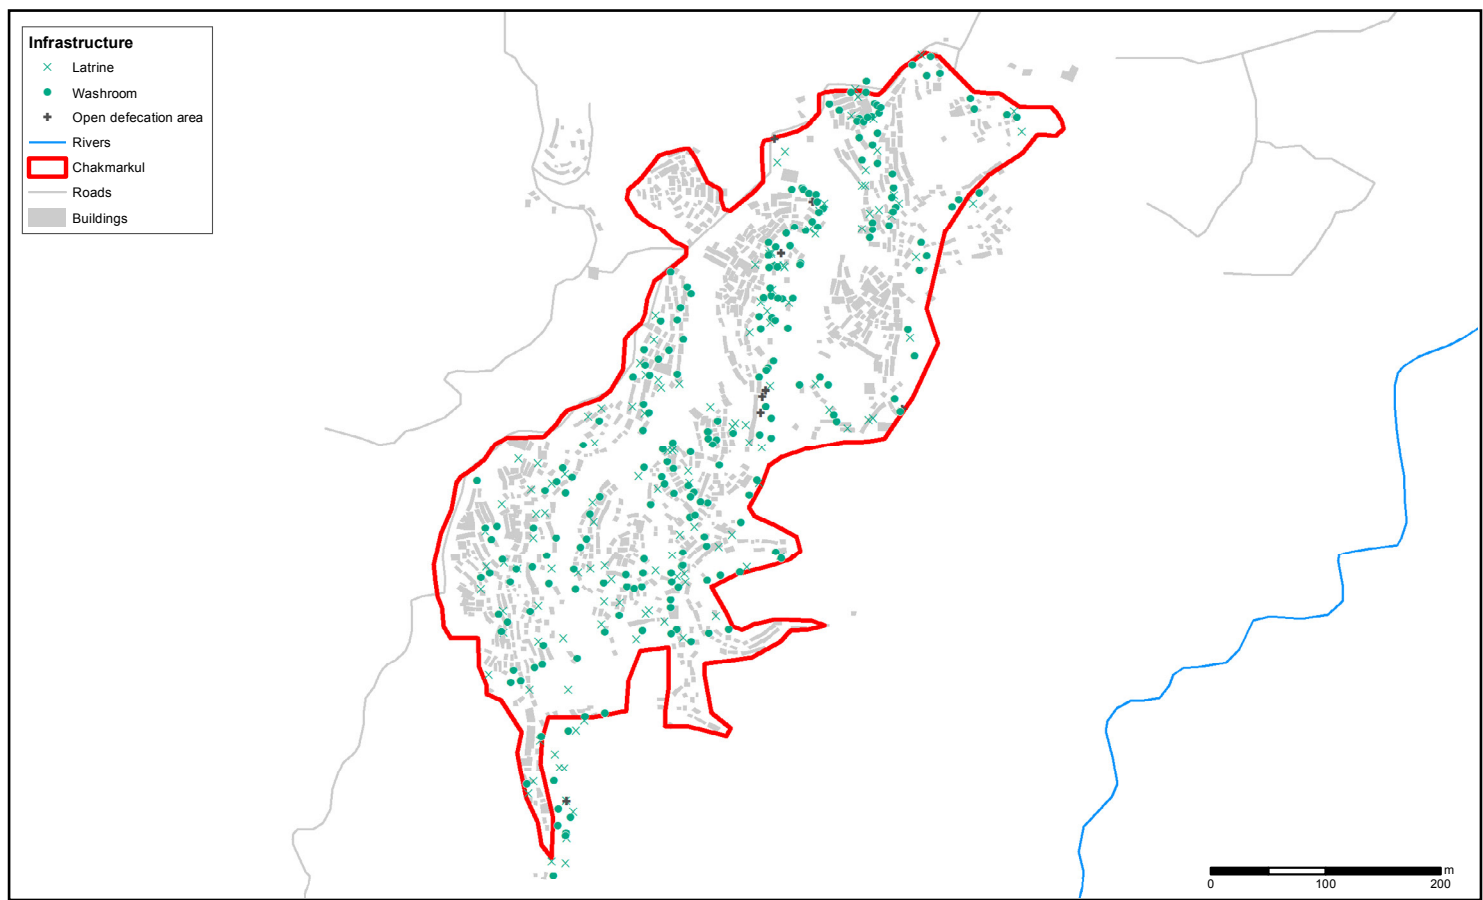 Infrastructure
Latrine
Washroom
Open defecation area
Rivers
Chakmarkul
Roads
Buildings
m
0 100 200